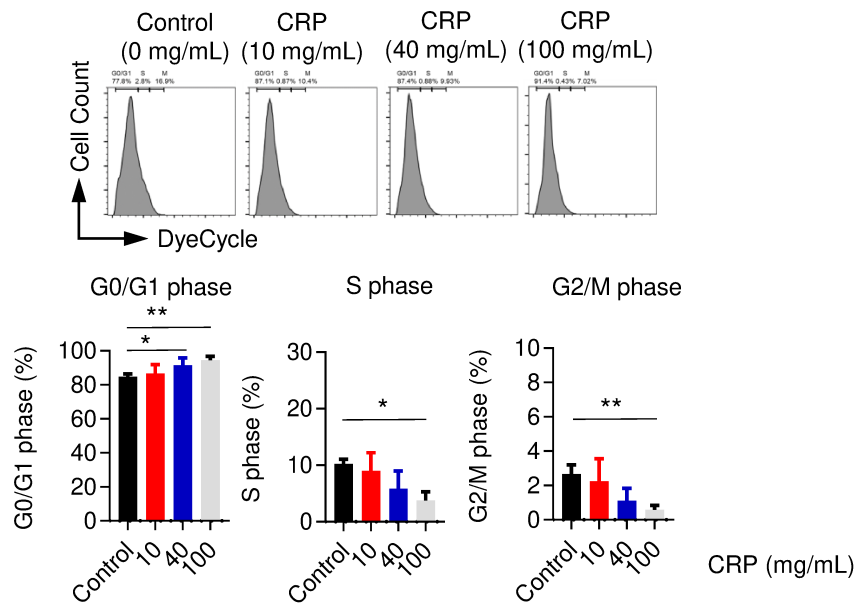 Control CRP CRP CRP
(0 mg/mL) (10 mg/mL) (40 mg/mL) (100 mg/mL)
G0/G1 S M G0/G1 S M G0/G1 S M G0/G1 S M
77.8% 2.8% 16.9% 87.1% 0.87% 10.4% 87.4% 0.88% 9.93% 91.4% 0.43% 7.02%
Cell Count
DyeCycle
G0/G1 phase
**
*
G0/G1 phase (%)
100
80
60
40
20
0
Control 10 40 100
S phase
*
S phase (%)
30
20
10
0
Control 10 40 100
G2/M phase
**
G2/M phase (%)
10
8
6
4
2
0
Control 10 40 100
CRP (mg/mL)